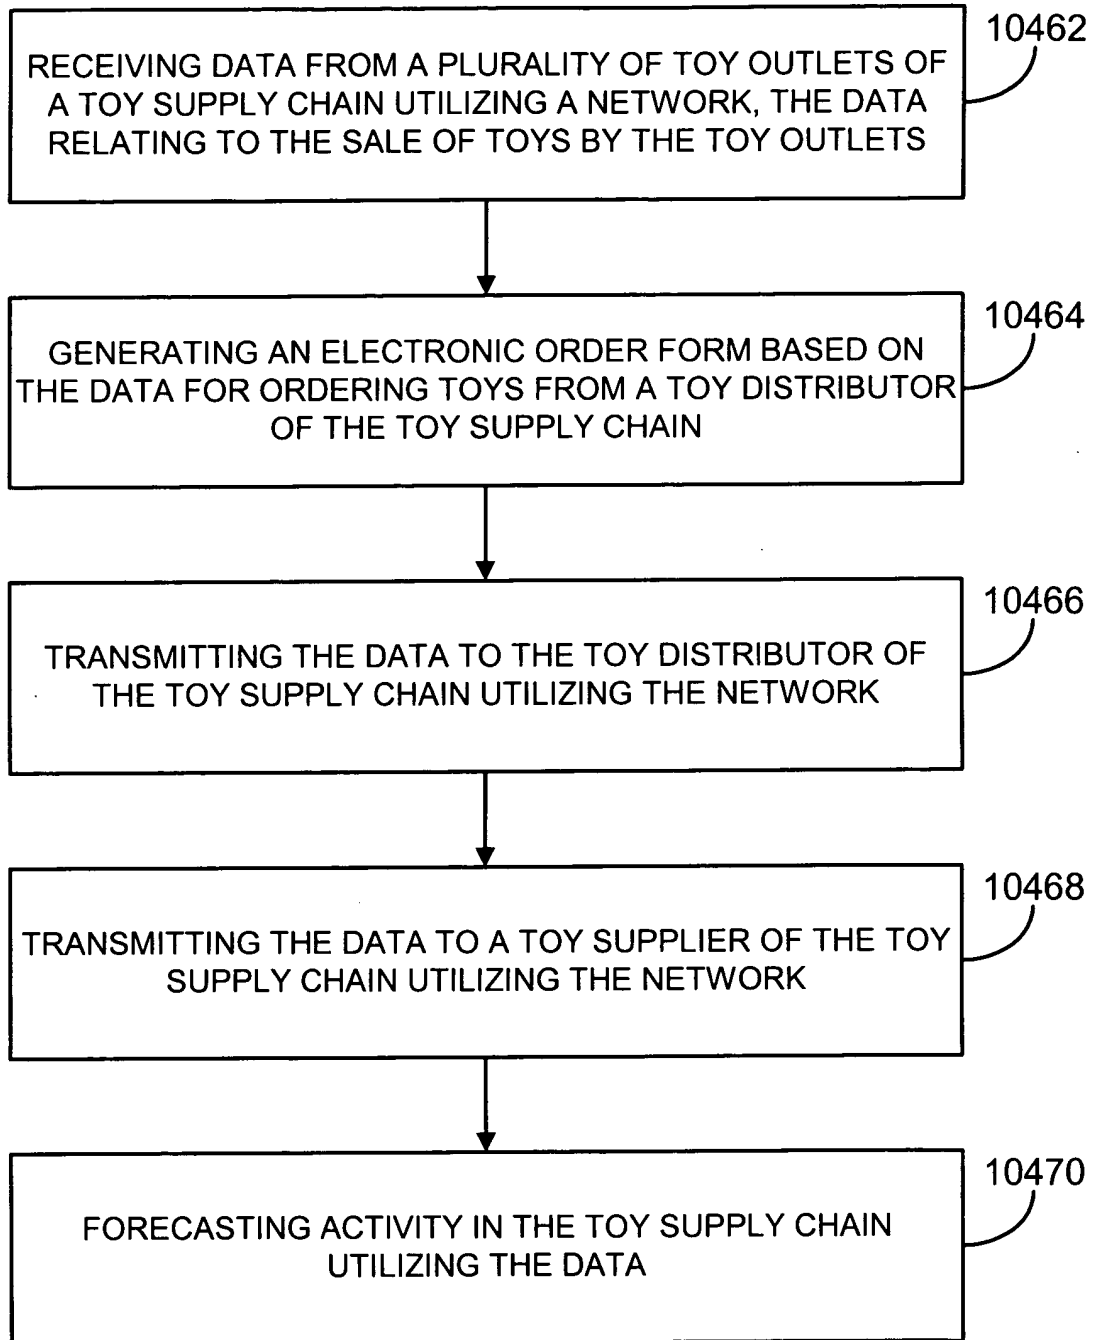 10462
RECEIVING DATA FROM A PLURALITY OF TOY OUTLETS OF
A TOY SUPPLY CHAIN UTILIZING A NETWORK, THE DATA
RELATING TO THE SALE OF TOYS BY THE TOY OUTLETS
10464
GENERATING AN ELECTRONIC ORDER FORM BASED ON
THE DATA FOR ORDERING TOYS FROM A TOY DISTRIBUTOR
OF THE TOY SUPPLY CHAIN
10466
TRANSMITTING THE DATA TO THE TOY DISTRIBUTOR OF
THE TOY SUPPLY CHAIN UTILIZING THE NETWORK
10468
TRANSMITTING THE DATA TO A TOY SUPPLIER OF THE TOY
SUPPLY CHAIN UTILIZING THE NETWORK
10470
FORECASTING ACTIVITY IN THE TOY SUPPLY CHAIN
UTILIZING THE DATA